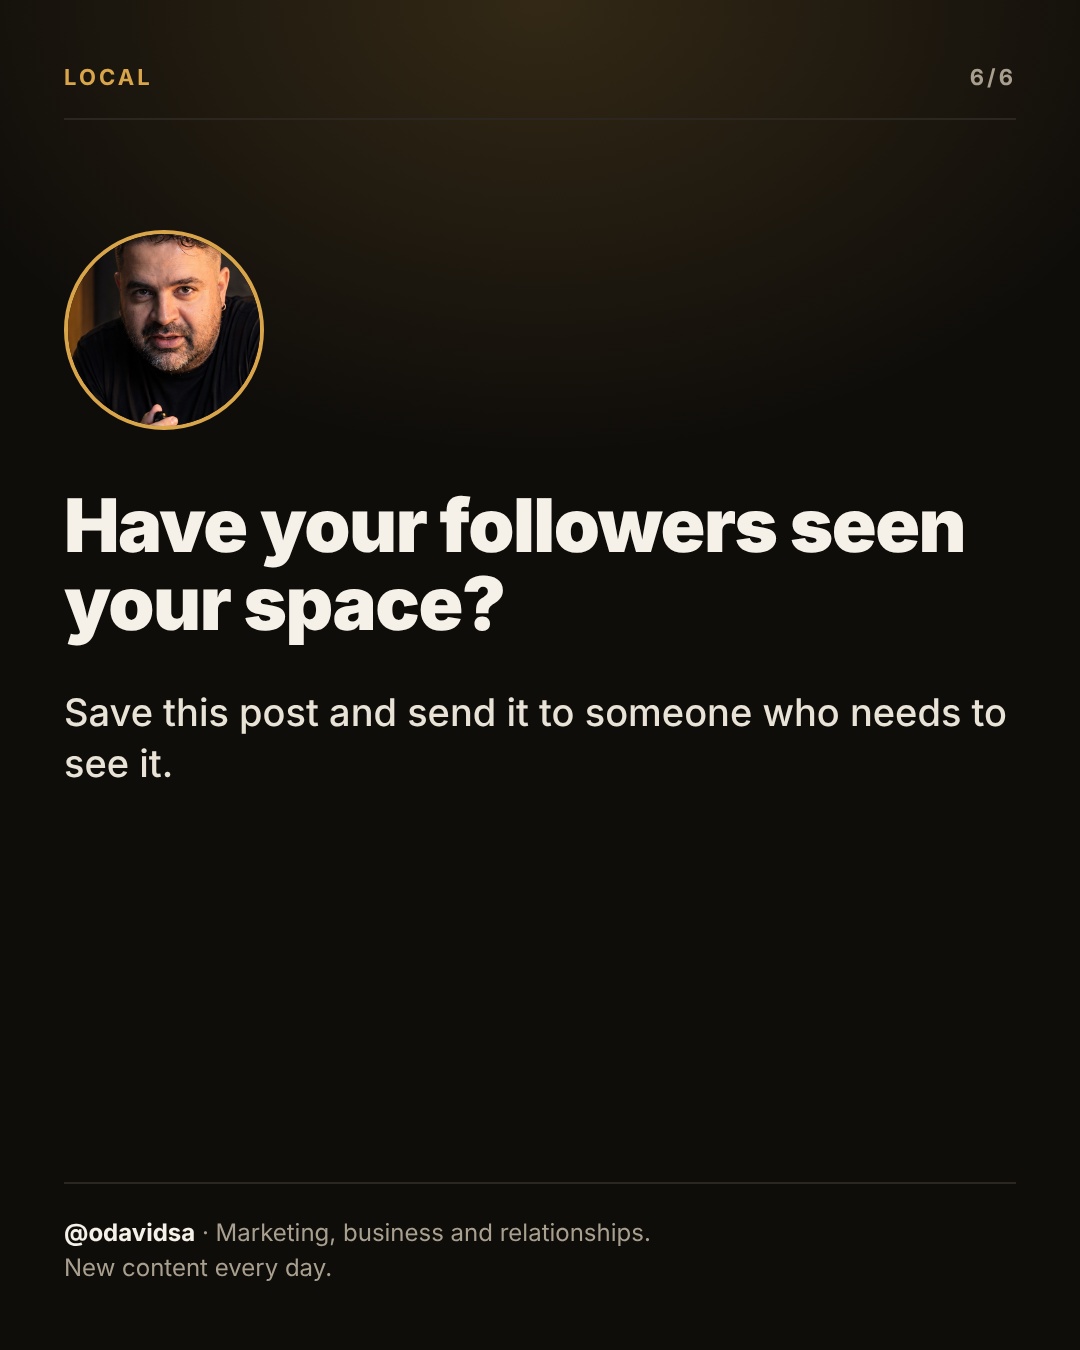 LOCAL
6/6
Have your followers seen
your space?
Save this post and send it to someone who needs to
see it.
@odavidsa · Marketing, business and relationships.
New content every day.